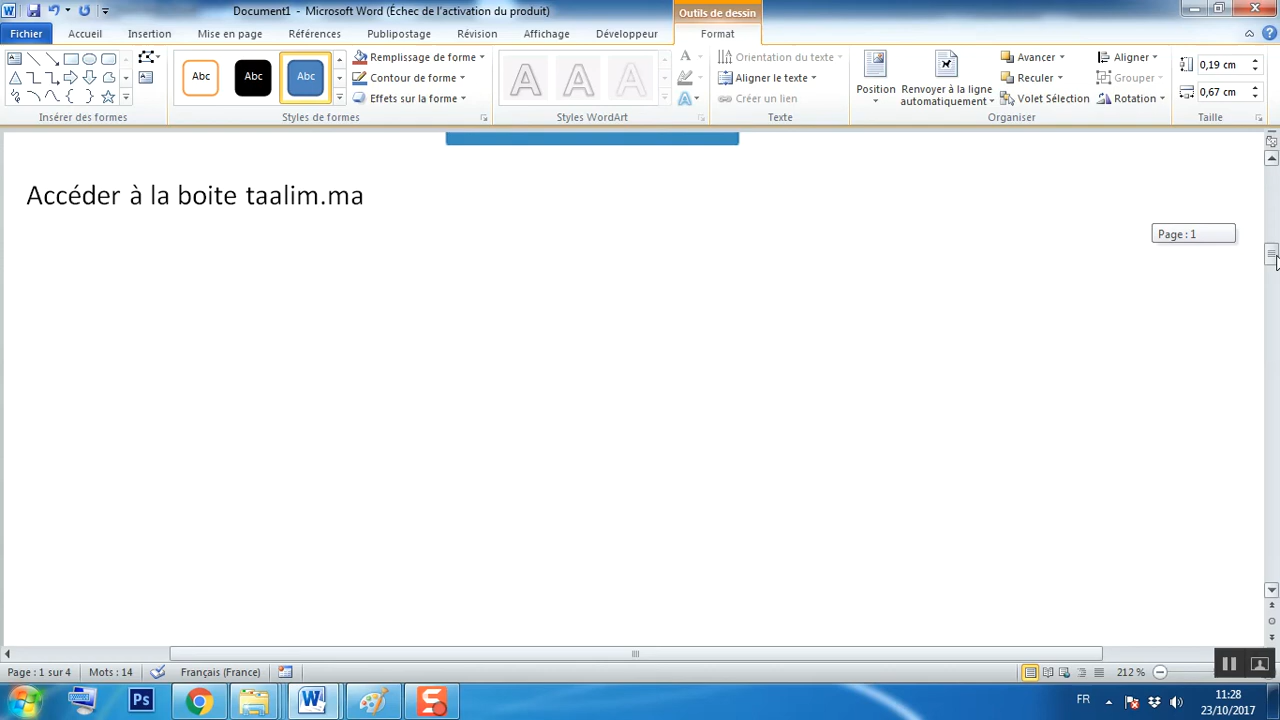 Document1 - Microsoft Word (Échec de l'activation du produit)
Outils de dessin
Fichier Accueil Insertion Mise en page Références Publipostage Révision Affichage Développeur Format
Abc Abc Abc
Remplissage de forme
Contour de forme
Effets sur la forme
A A A
A
A
Orientation du texte
Aligner le texte
Créer un lien
Position
Renvoyer à la ligne
automatiquement
Avancer
Reculer
Volet Sélection
Aligner
Grouper
Rotation
0,19 cm
0,67 cm
Insérer des formes Styles de formes Styles WordArt Texte Organiser Taille
Accéder à la boite taalim.ma
Page : 1
Page : 1 sur 4 Mots : 14 Français (France) 212 %
Ps W S FR 11:28
23/10/2017